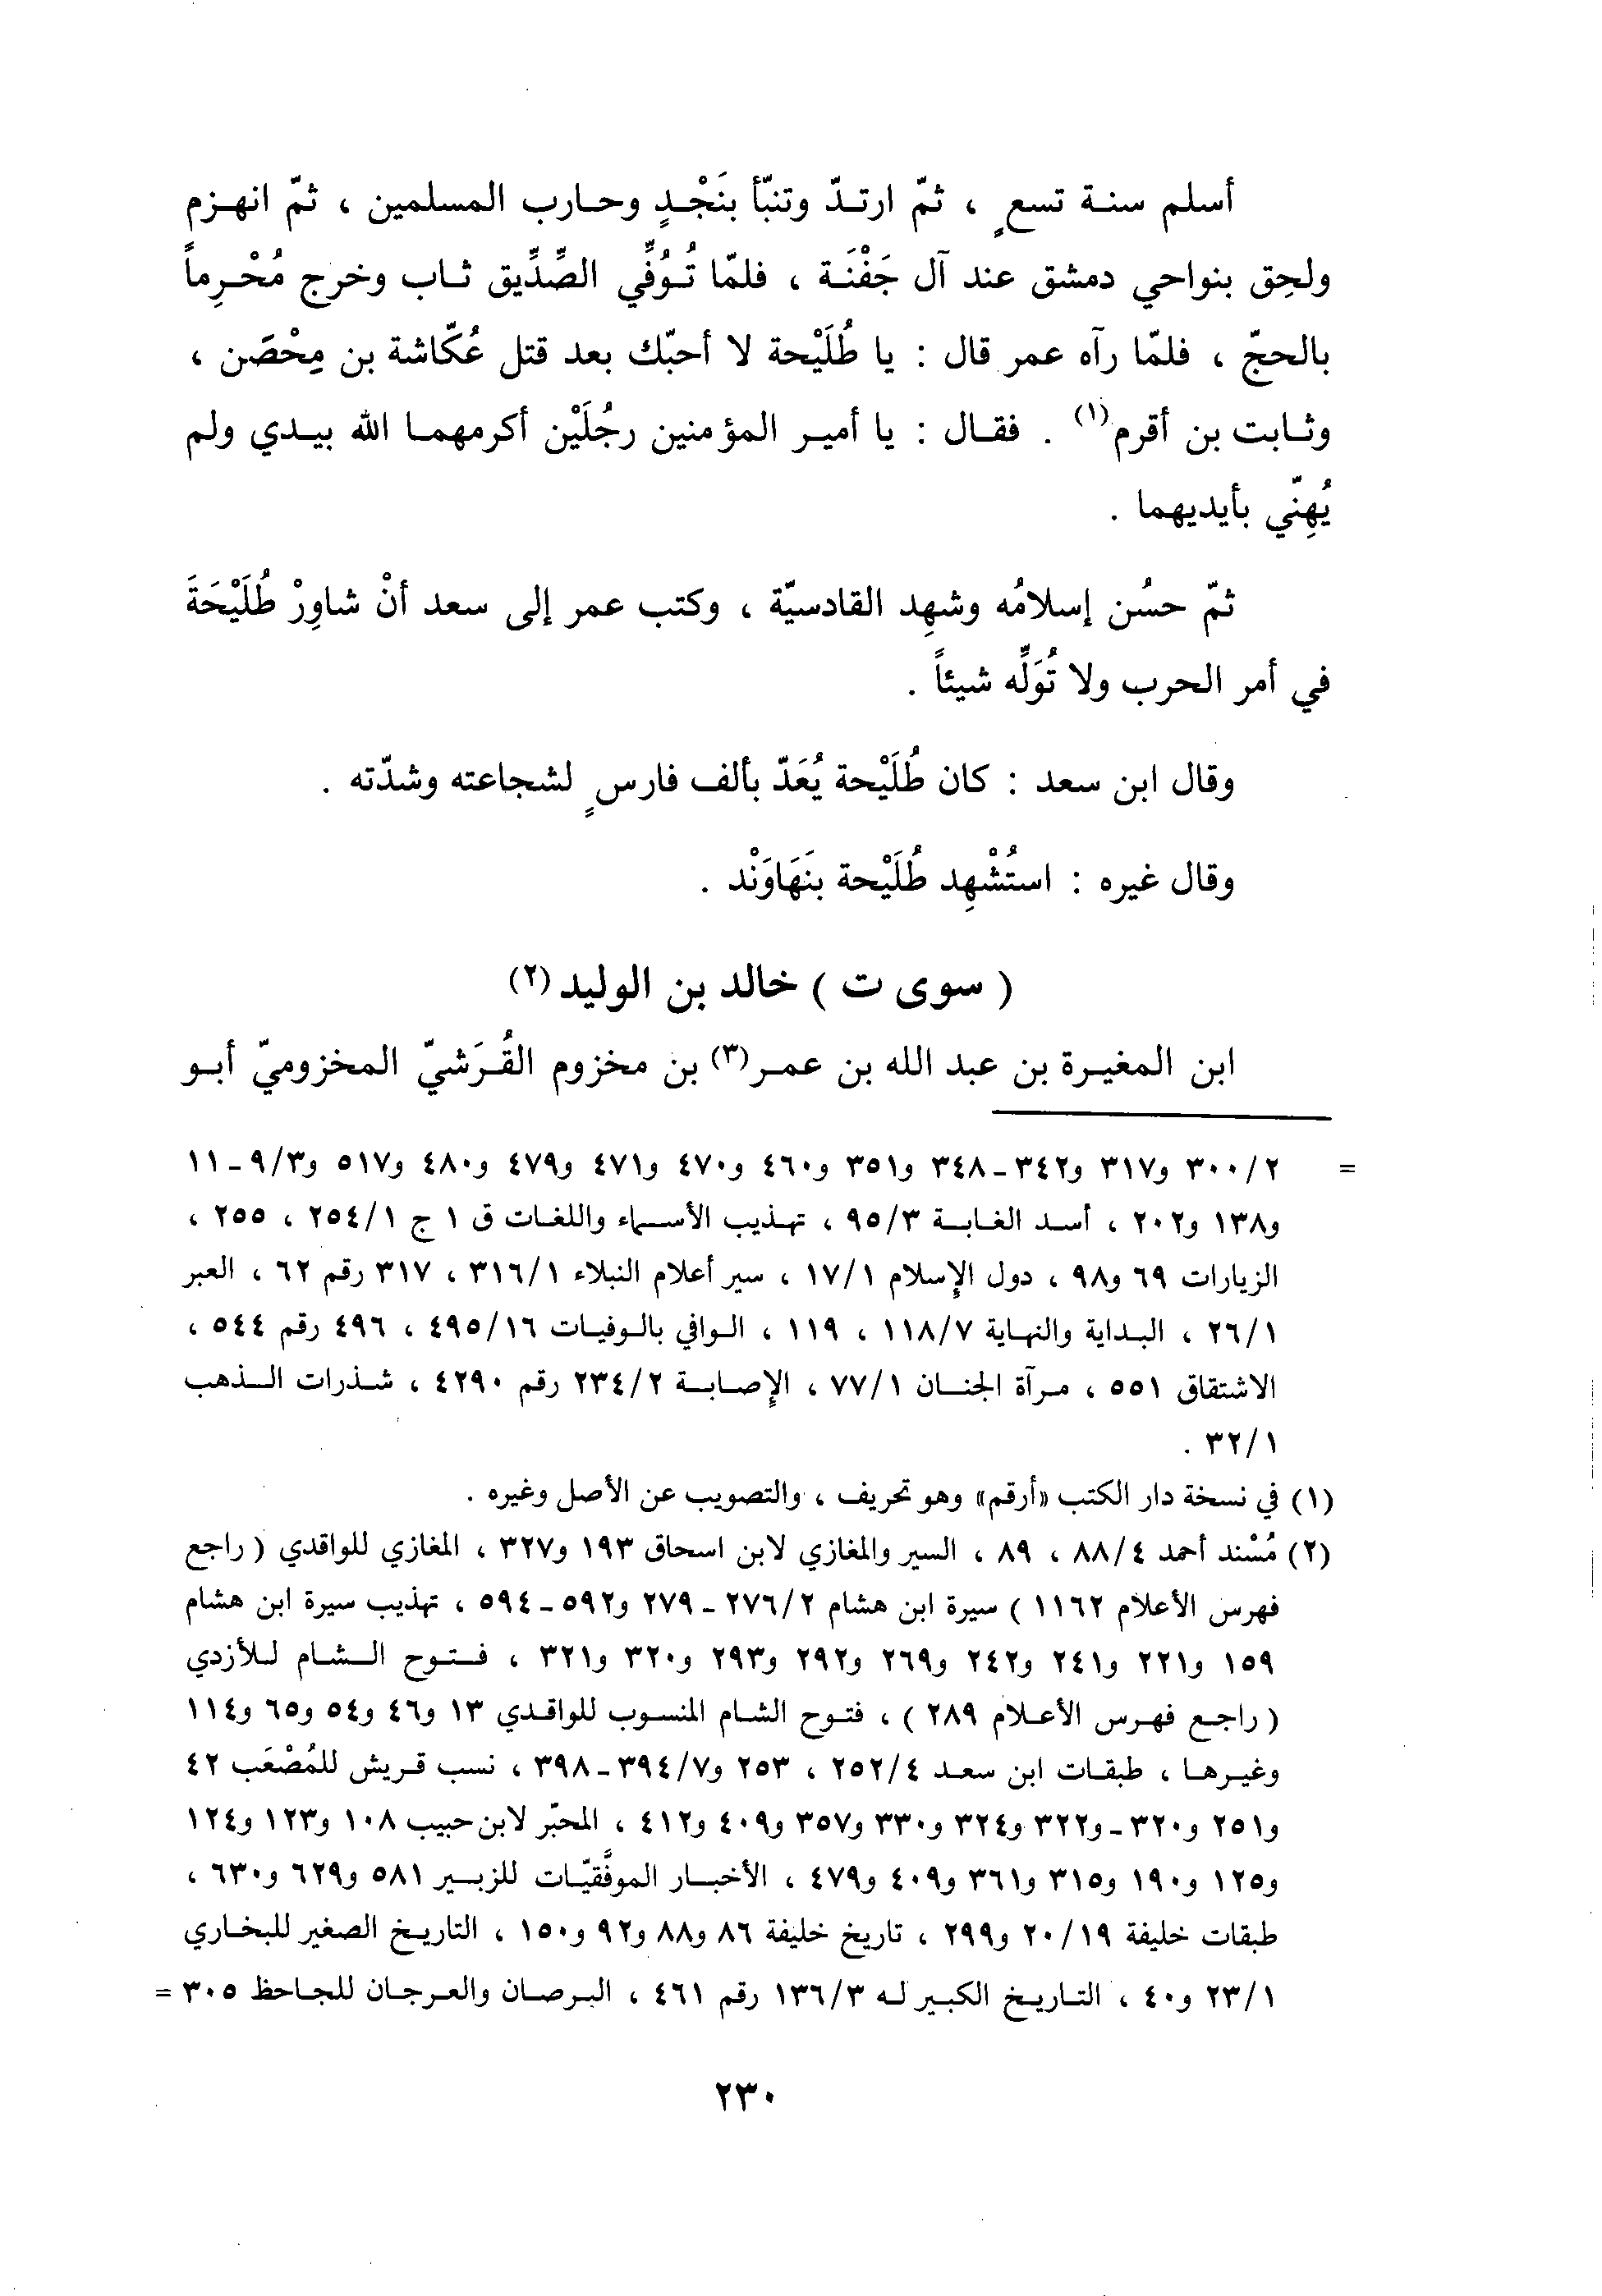 أسلم سنة تسعٍ ، ثمّ ارتدّ وتنبّأ بنَجْدٍ وحارب المسلمين ، ثمّ انهزم
ولحِق بنواحي دمشق عند آل جَفْنَة ، فلمّا تُوُفِّي الصِّدِّيق تاب وخرج مُحْرِماً
بالحجّ ، فلمّا رآه عمر قال : يا طُلَيْحة لا أحبّك بعد قتل عُكّاشة بن مِحْصَن ،
وثابت بن أقرم(١) . فقال : يا أمير المؤمنين رجُلَيْن أكرمهما الله بيدي ولم
يُهِنّي بأيديهما .
ثمّ حسُن إسلامُه وشهِد القادسيّة ، وكتب عمر إلى سعد أنْ شاوِرْ طُلَيْحَةَ
في أمر الحرب ولا تُوَلِّه شيئاً .
وقال ابن سعد : كان طُلَيْحة يُعَدّ بألف فارسٍ لشجاعته وشدّته .
وقال غيره : استُشْهِد طُلَيْحة بنَهَاوَنْد .
( سوى ت ) خالد بن الوليد(٢)
ابن المغيرة بن عبد الله بن عمر(٣) بن مخزوم القُرَشيّ المخزوميّ أبو
= ٣٠٠/٢ و٣١٧ و٣٤٢ـ٣٤٨ و٣٥١ و٤٦٠ و٤٧٠ و٤٧١ و٤٧٩ و٤٨٠ و٥١٧ و٩/٣ـ١١
و١٣٨ و٢٠٢ ، أسد الغابة ٩٥/٣ ، تهذيب الأسماء واللغات ق ١ ج ٢٥٤/١ ، ٢٥٥ ،
الزيارات ٦٩ و٩٨ ، دول الإسلام ١٧/١ ، سير أعلام النبلاء ٣١٦/١ ، ٣١٧ رقم ٦٢ ، العبر
٢٦/١ ، البداية والنهاية ١١٨/٧ ، ١١٩ ، الوافي بالوفيات ٤٩٥/١٦ ، ٤٩٦ رقم ٥٤٤ ،
الاشتقاق ٥٥١ ، مرآة الجنان ٧٧/١ ، الإصابة ٢٣٤/٢ رقم ٤٢٩٠ ، شذرات الذهب
٣٢/١ .
(١) في نسخة دار الكتب «أرقم» وهو تحريف ، والتصويب عن الأصل وغيره .
(٢) مُسْند أحمد ٨٨/٤ ، ٨٩ ، السير والمغازي لابن اسحاق ١٩٣ و٣٢٧ ، المغازي للواقدي ( راجع
فهرس الأعلام ١١٦٢ ) سيرة ابن هشام ٢٧٦/٢ ـ ٢٧٩ و٥٩٢ ـ ٥٩٤ ، تهذيب سيرة ابن هشام
١٥٩ و٢٢١ و٢٤١ و٢٤٢ و٢٦٩ و٢٩٢ و٢٩٣ و٣٢٠ و٣٢١ ، فتوح الشام للأزدي
( راجع فهرس الأعلام ٢٨٩ ) ، فتوح الشام المنسوب للواقدي ١٣ و٤٦ و٥٤ و٦٥ و١١٤
وغيرها ، طبقات ابن سعد ٢٥٢/٤ ، ٢٥٣ و٣٩٤/٧ـ٣٩٨ ، نسب قريش للمُصْعَب ٤٢
و٢٥١ و٣٢٠ـ٣٢٢ و٣٢٤ و٣٣٠ و٣٥٧ و٤٠٩ و٤١٢ ، المحبّر لابن حبيب ١٠٨ و١٢٣ و١٢٤
و١٢٥ و١٩٠ و٣١٥ و٣٦١ و٤٠٩ و٤٧٩ ، الأخبار الموفّقيّات للزبير ٥٨١ و٦٢٩ و٦٣٠ ،
طبقات خليفة ٢٠/١٩ و٢٩٩ ، تاريخ خليفة ٨٦ و٨٨ و٩٢ و١٥٠ ، التاريخ الصغير للبخاري
٢٣/١ و٤٠ ، التاريخ الكبير له ١٣٦/٣ رقم ٤٦١ ، البرصان والعرجان للجاحظ ٣٠٥ =
٢٣٠